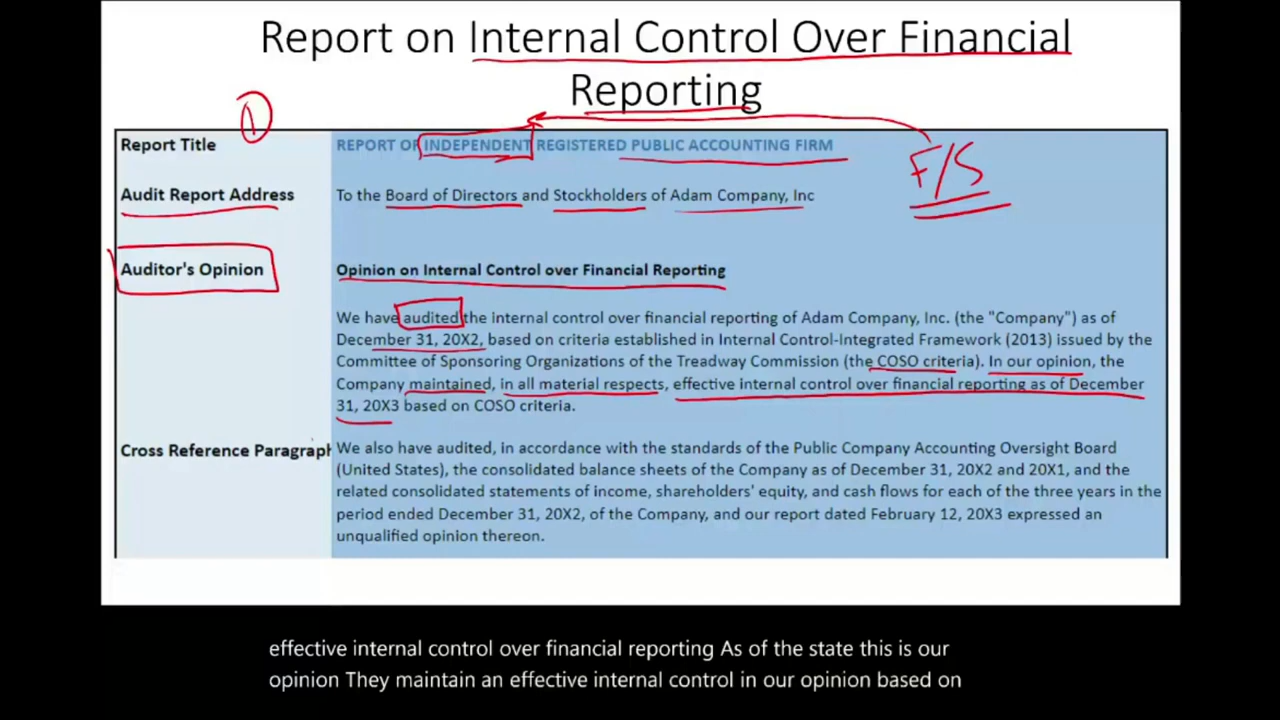 Report on Internal Control Over Financial
Reporting
1
Report Title
REPORT OF INDEPENDENT REGISTERED PUBLIC ACCOUNTING FIRM
F/S
Audit Report Address
To the Board of Directors and Stockholders of Adam Company, Inc
Auditor's Opinion
Opinion on Internal Control over Financial Reporting
We have audited the internal control over financial reporting of Adam Company, Inc. (the "Company") as of
December 31, 20X2, based on criteria established in Internal Control-Integrated Framework (2013) issued by the
Committee of Sponsoring Organizations of the Treadway Commission (the COSO criteria). In our opinion, the
Company maintained, in all material respects, effective internal control over financial reporting as of December
31, 20X3 based on COSO criteria.
Cross Reference Paragraph
We also have audited, in accordance with the standards of the Public Company Accounting Oversight Board
(United States), the consolidated balance sheets of the Company as of December 31, 20X2 and 20X1, and the
related consolidated statements of income, shareholders' equity, and cash flows for each of the three years in the
period ended December 31, 20X2, of the Company, and our report dated February 12, 20X3 expressed an
unqualified opinion thereon.
effective internal control over financial reporting As of the state this is our
opinion They maintain an effective internal control in our opinion based on